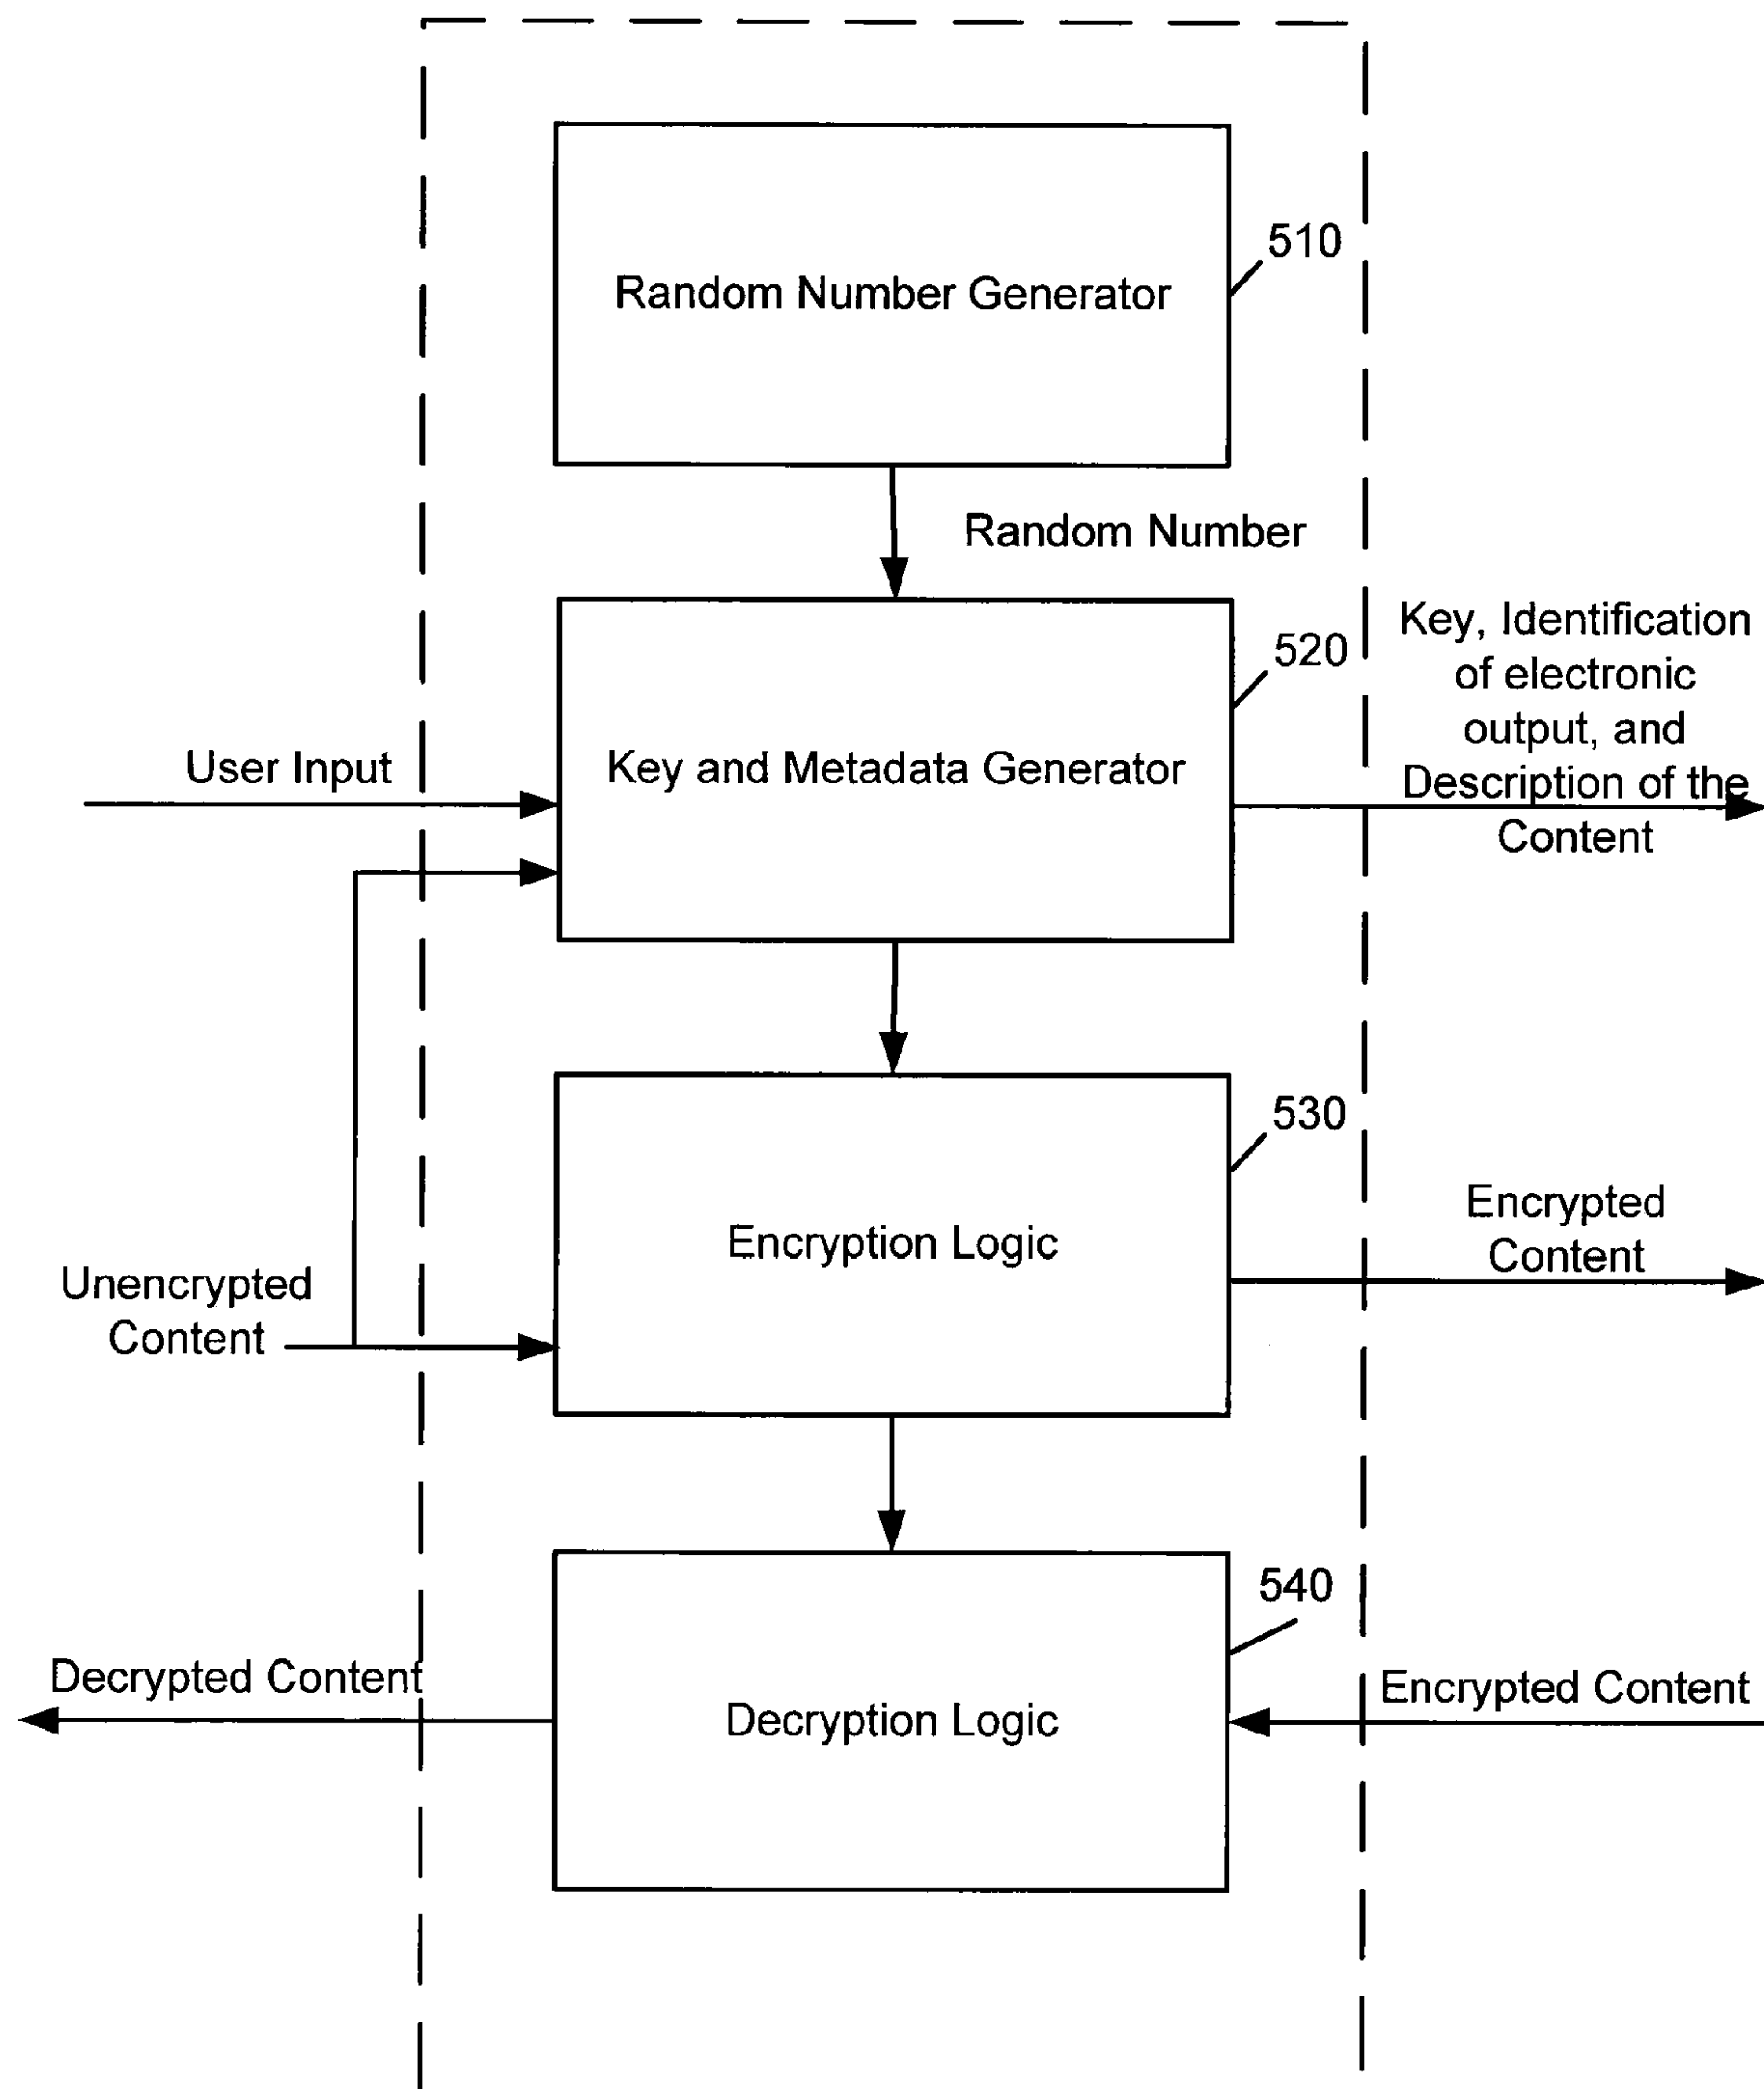 510
Random Number Generator
Random Number
Key, Identification
of electronic
output, and
Description of the
Content
520
User Input
Key and Metadata Generator
530
Encrypted
Content
Encryption Logic
Unencrypted
Content
540
Decrypted Content
Encrypted Content
Decryption Logic